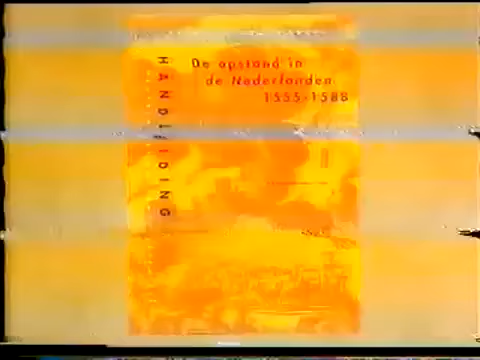 De opstand in
de Nederlanden
1555-1588
HANDLEIDING